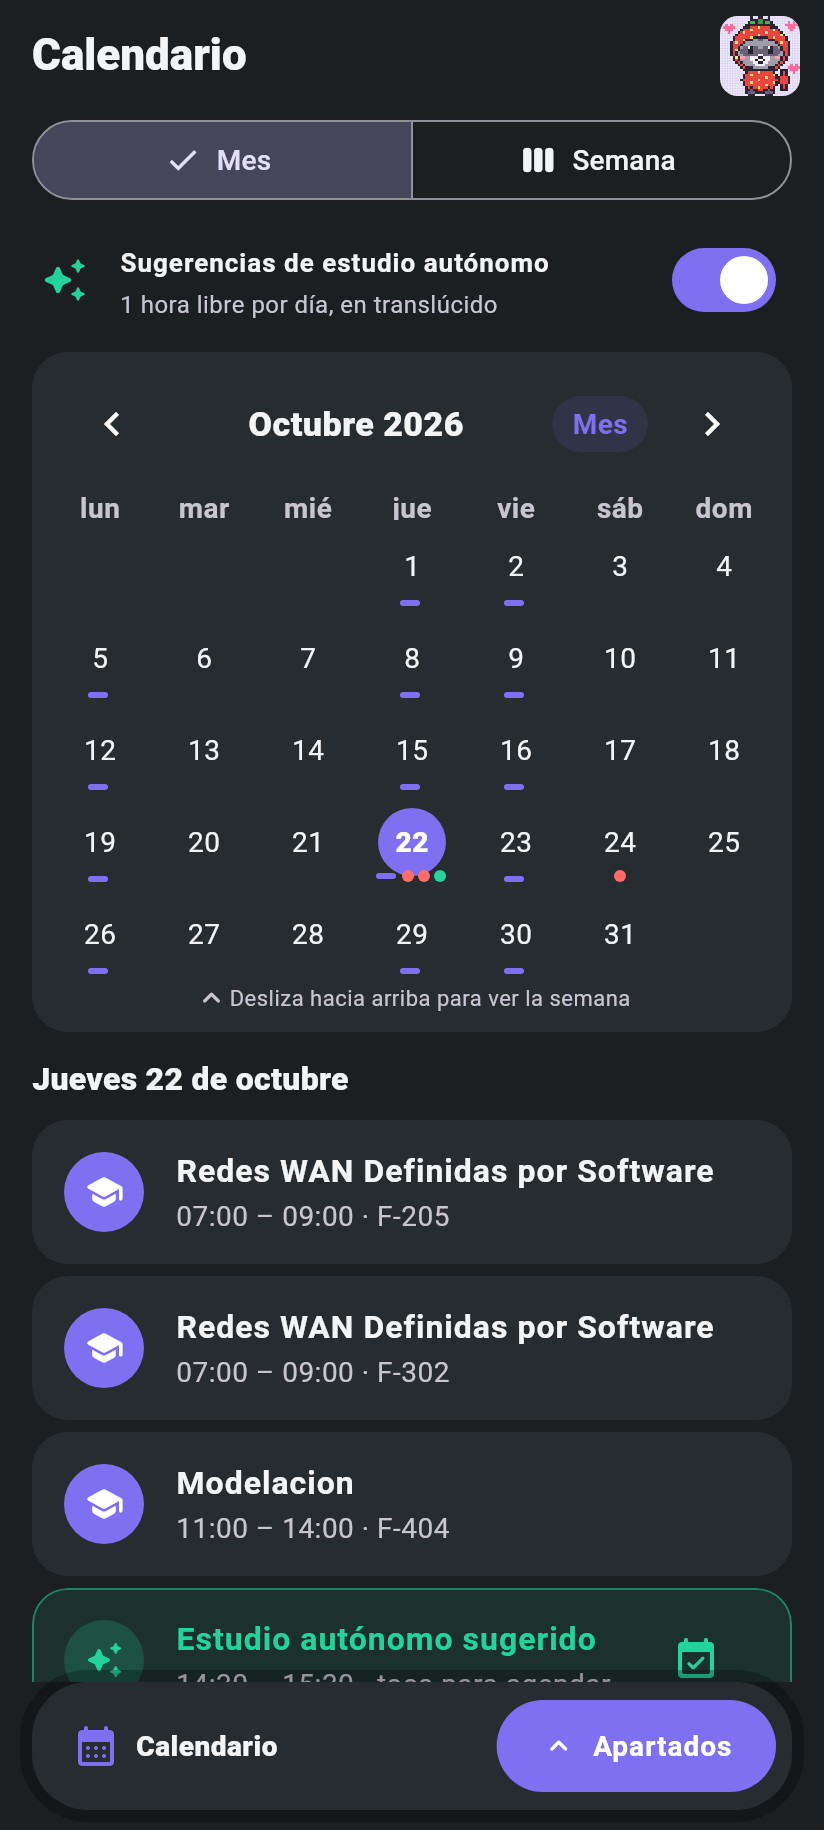 Calendario
Mes
Semana
Sugerencias de estudio autónomo
1 hora libre por día, en translúcido
Octubre 2026
Mes
lun mar mié jue vie sáb dom
1 2 3 4
5 6 7 8 9 10 11
12 13 14 15 16 17 18
19 20 21 22 23 24 25
26 27 28 29 30 31
Desliza hacia arriba para ver la semana
Jueves 22 de octubre
Redes WAN Definidas por Software
07:00 – 09:00 · F-205
Redes WAN Definidas por Software
07:00 – 09:00 · F-302
Modelacion
11:00 – 14:00 · F-404
Estudio autónomo sugerido
Calendario
Apartados